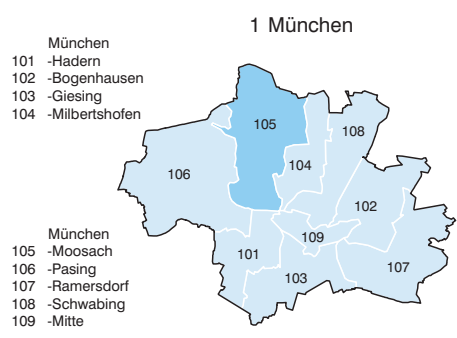 1 München
München
101 -Hadern
102 -Bogenhausen
103 -Giesing
104 -Milbertshofen
105
108
106
104
102
109
101
107
103
München
105 -Moosach
106 -Pasing
107 -Ramersdorf
108 -Schwabing
109 -Mitte